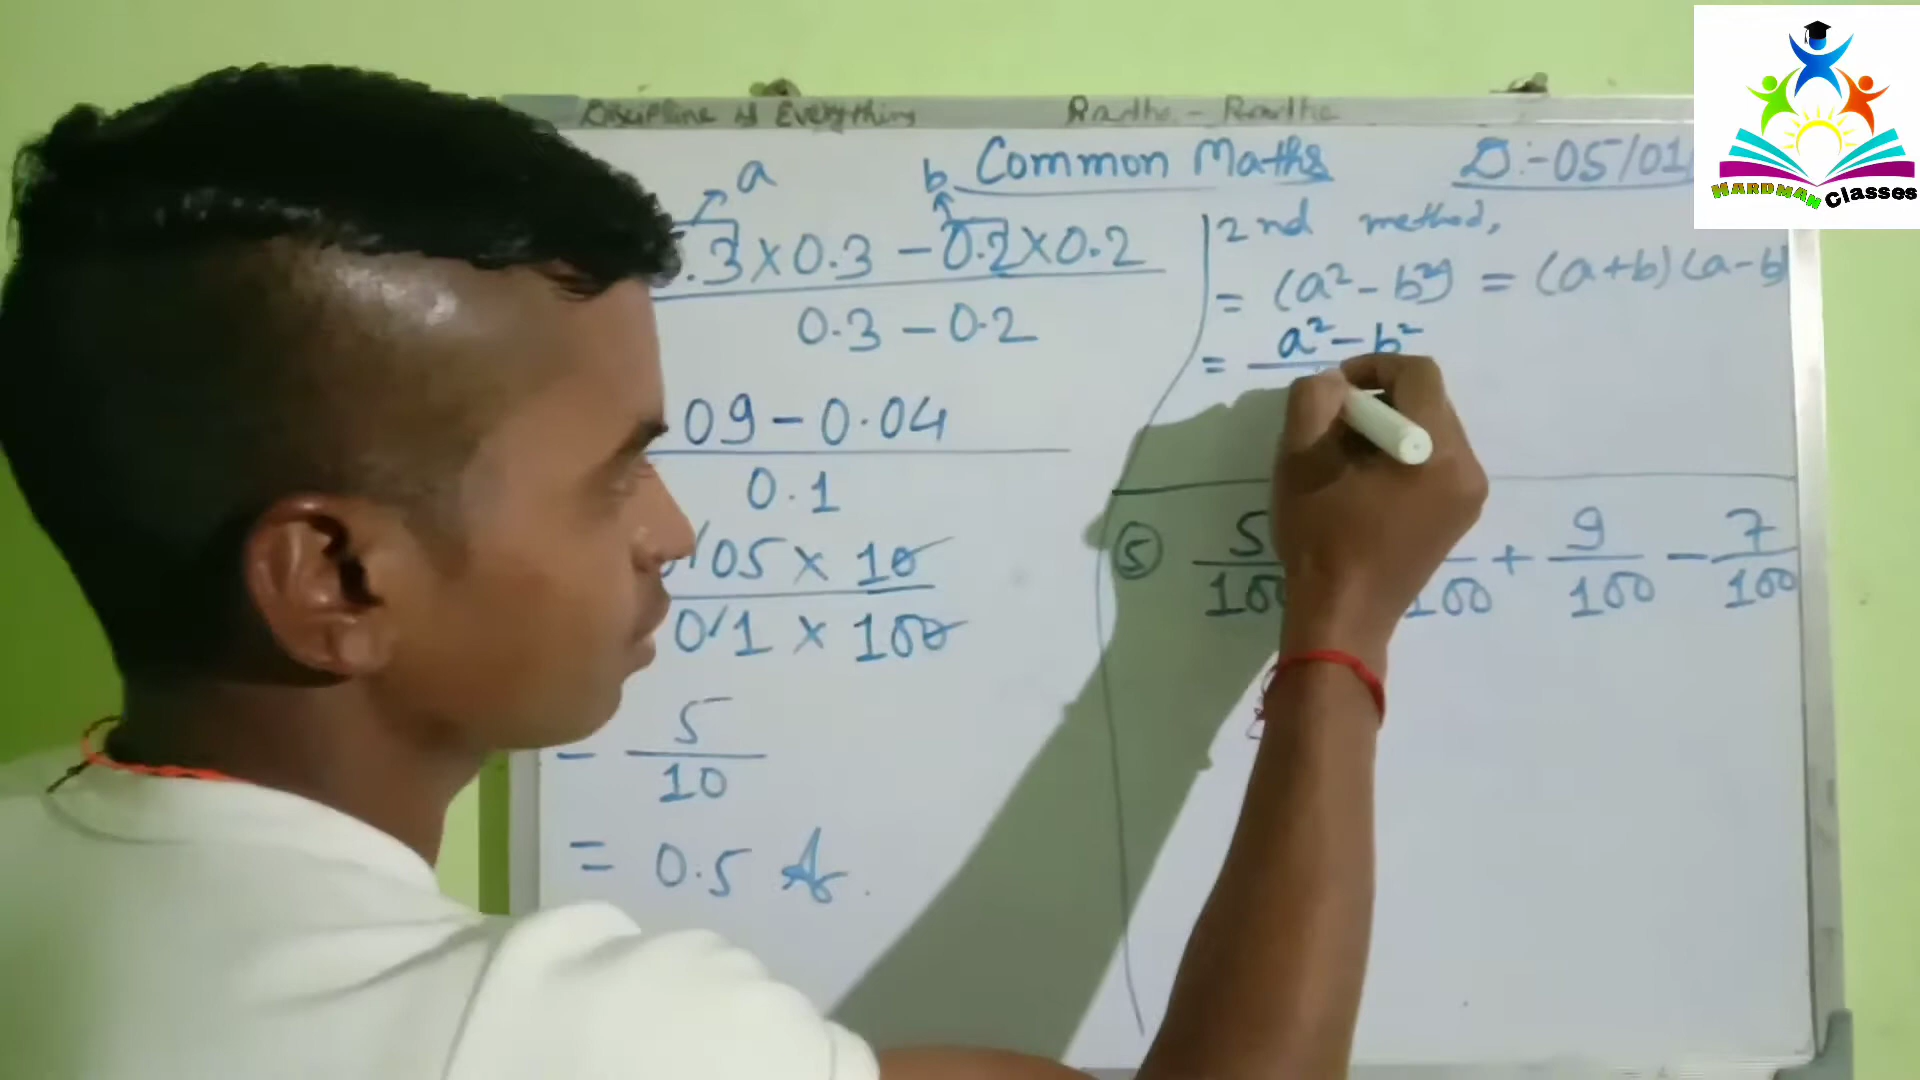 Discipline is Everything Radhe - Radhe
Common Maths
D:-05/01
a
b
.3 × 0.3 - 0.2 × 0.2
0.3 - 0.2
09 - 0.04
0.1
05 × 10
0/1 × 100
- 5
10
= 0.5
2nd method,
= (a² - b²) = (a+b)(a-b)
= a² - b²
⑤ 5 + 9 - 7
100 100 100 100
HARDMAN Classes